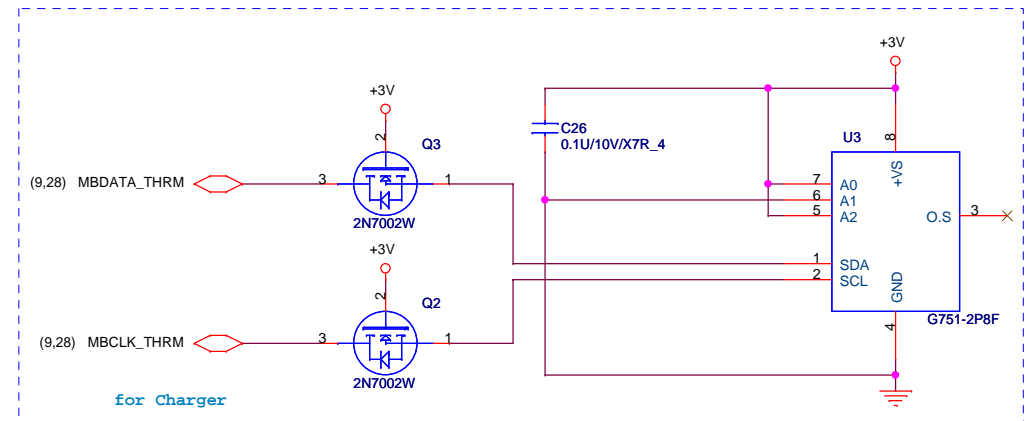 +3V
+3V
2
Q3
C26
0.1U/10V/X7R_4
U3
8
+VS
(9,28) MBDATA_THRM
3
1
2N7002W
7
A0
6
A1
5
A2
O.S
3
+3V
2
Q2
1
SDA
2
SCL
GND
4
G751-2P8F
(9,28) MBCLK_THRM
3
1
2N7002W
for Charger